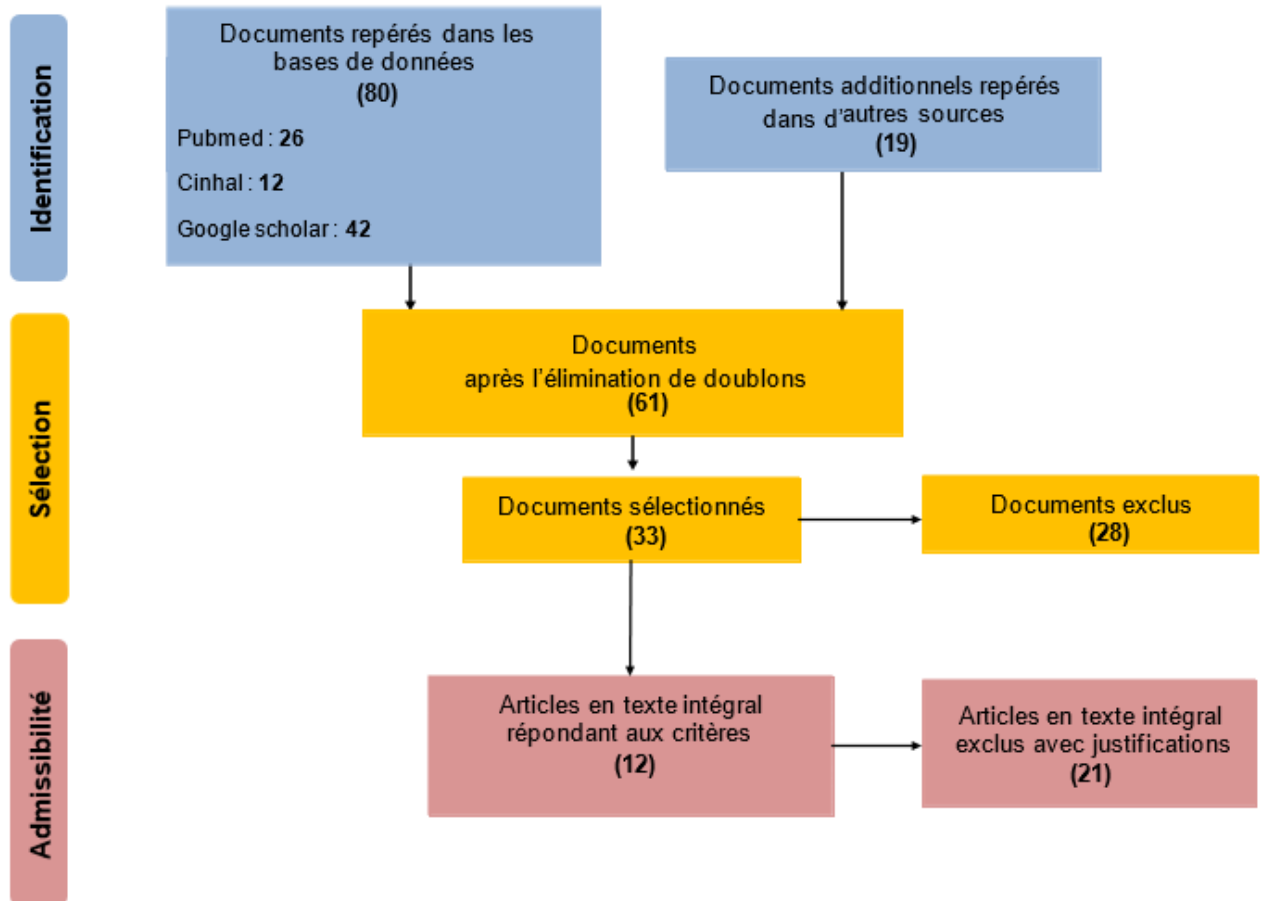 Identification
Documents repérés dans les
bases de données
(80)
Pubmed : 26
Cinhal : 12
Google scholar : 42
Documents additionnels repérés
dans d'autres sources
(19)
Sélection
Documents
après l'élimination de doublons
(61)
Documents sélectionnés
(33)
Documents exclus
(28)
Admissibilité
Articles en texte intégral
répondant aux critères
(12)
Articles en texte intégral
exclus avec justifications
(21)